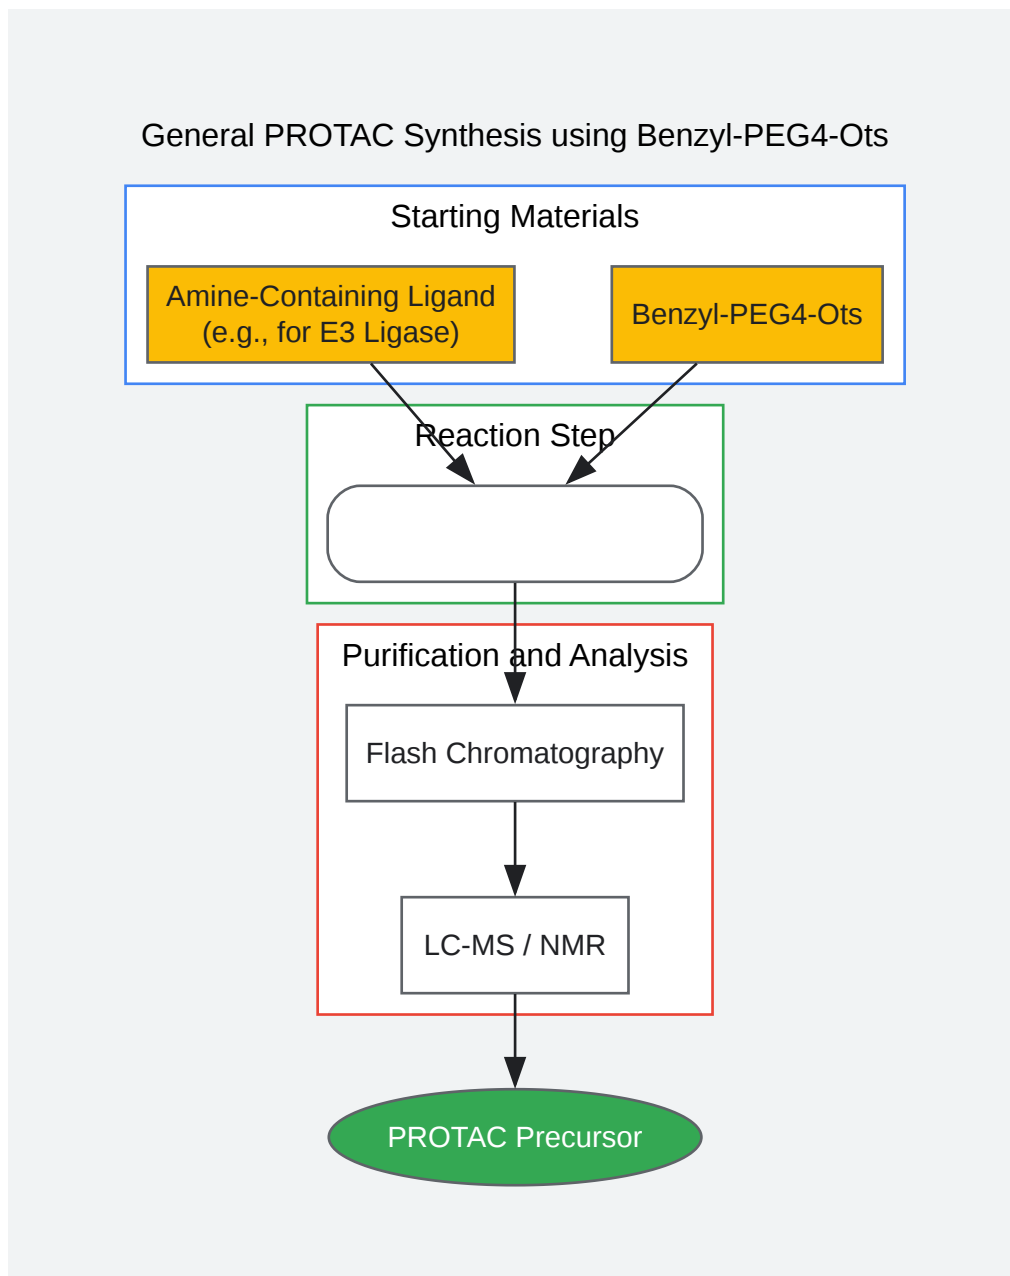 General PROTAC Synthesis using Benzyl-PEG4-Ots
Starting Materials
Amine-Containing Ligand
(e.g., for E3 Ligase)
Benzyl-PEG4-Ots
Reaction Step
Purification and Analysis
Flash Chromatography
LC-MS / NMR
PROTAC Precursor